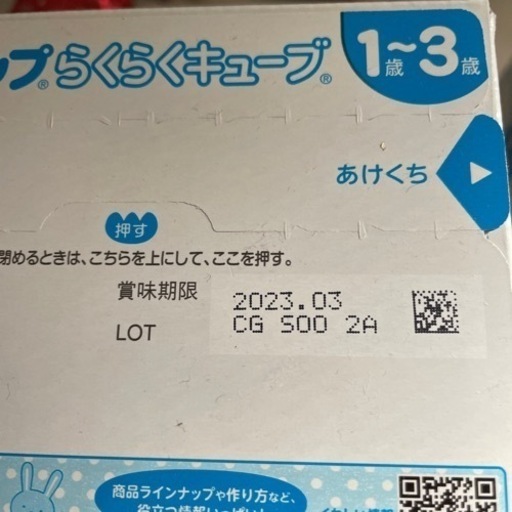 ップ®らくらくキューブ®
1歳~3歳
あけくち
押す
閉めるときは、こちらを上にして、ここを押す。
賞味期限 2023.03
LOT CG S00 2A
商品ラインナップや作り方など、